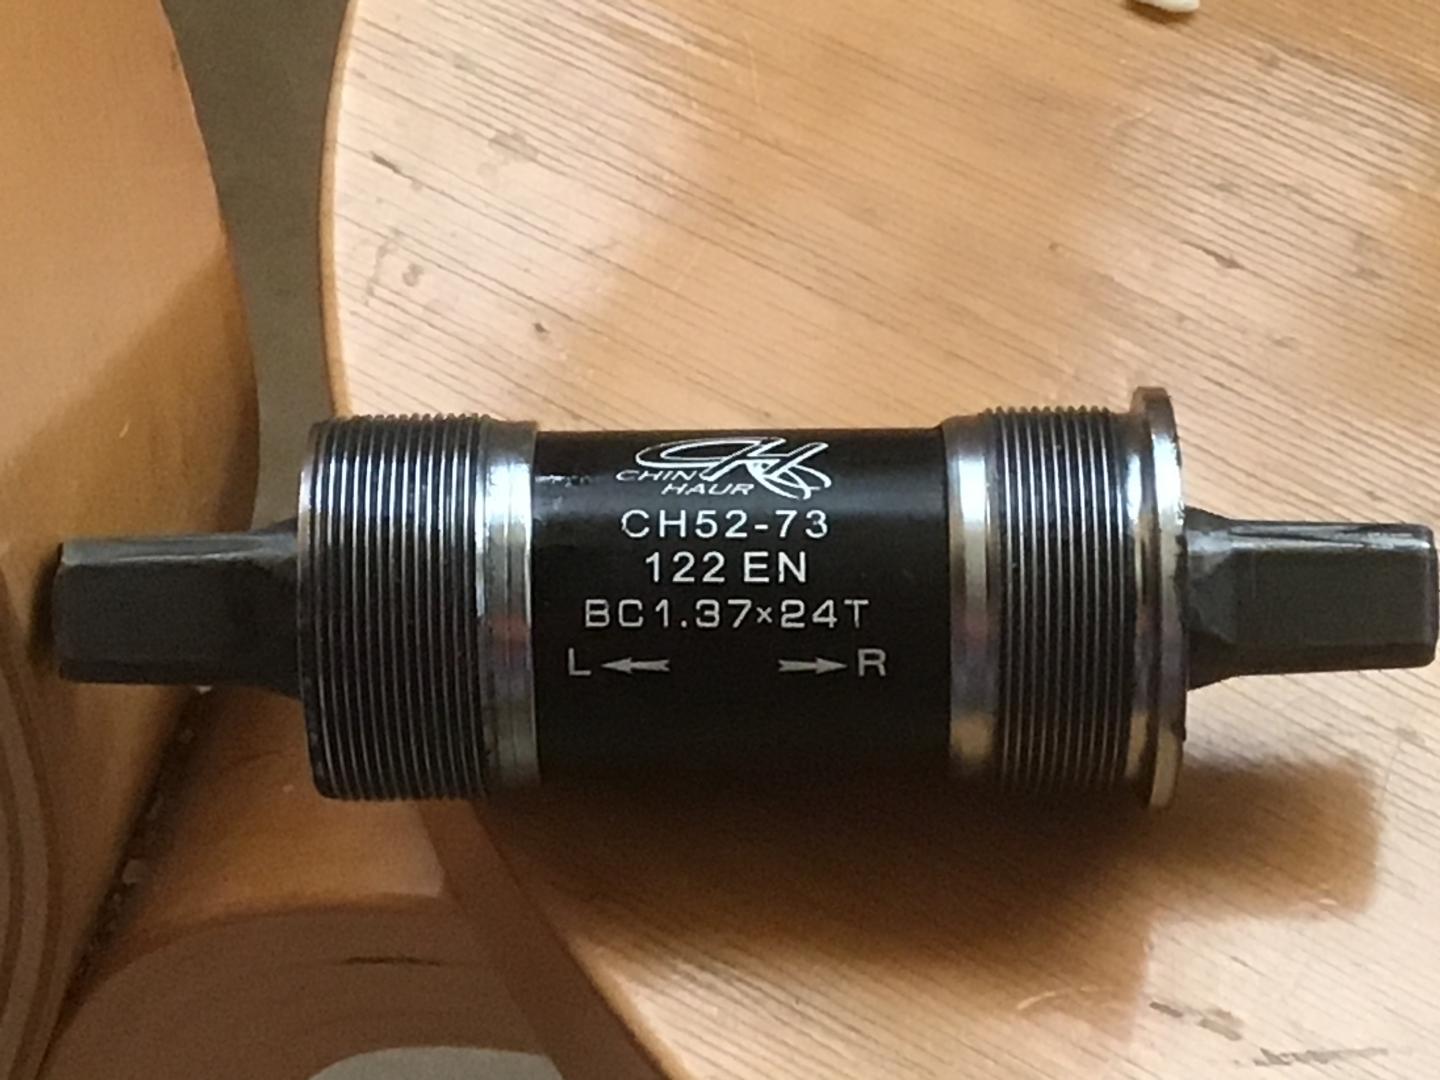 CHIN
HAUR
CH52-73
122 EN
BC1.37×24T
L ← → R